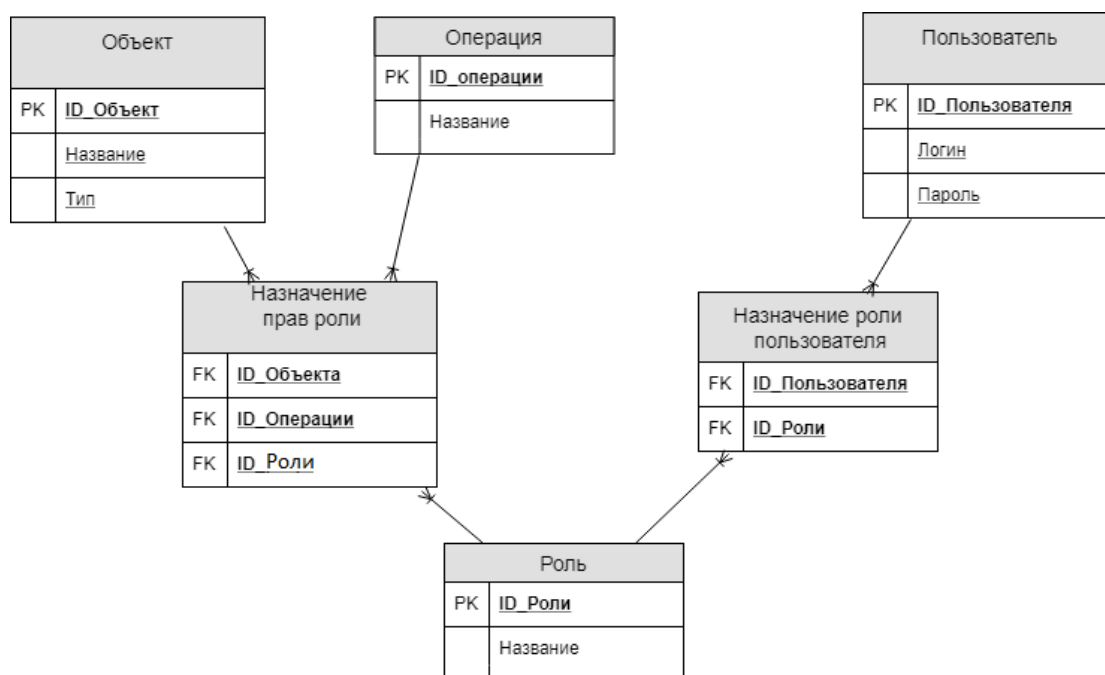 Объект
PK ID_Объект
Название
Тип
Операция
PK ID_операции
Название
Пользователь
PK ID_Пользователя
Логин
Пароль
Назначение
прав роли
FK ID_Объекта
FK ID_Операции
FK ID_Роли
Назначение роли
пользователя
FK ID_Пользователя
FK ID_Роли
Роль
PK ID_Роли
Название